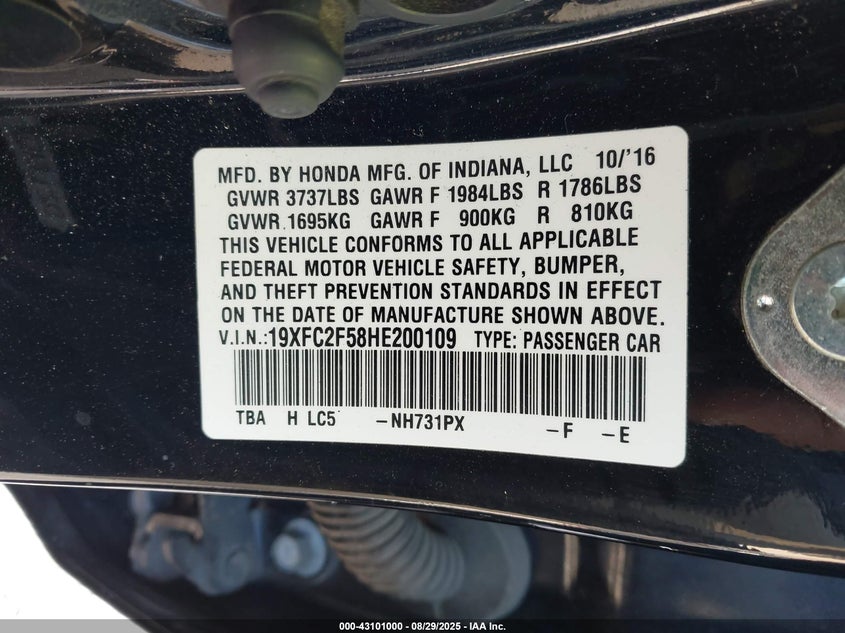 MFD. BY HONDA MFG. OF INDIANA, LLC 10/'16
GVWR 3737LBS GAWR F 1984LBS R 1786LBS
GVWR 1695KG GAWR F 900KG R 810KG
THIS VEHICLE CONFORMS TO ALL APPLICABLE
FEDERAL MOTOR VEHICLE SAFETY, BUMPER,
AND THEFT PREVENTION STANDARDS IN EFFECT
ON THE DATE OF MANUFACTURE SHOWN ABOVE.
V.I.N.:19XFC2F58HE200109 TYPE: PASSENGER CAR
TBA H LC5 -NH731PX -F -E
000-43101000 - 08/29/2025 - IAA Inc.